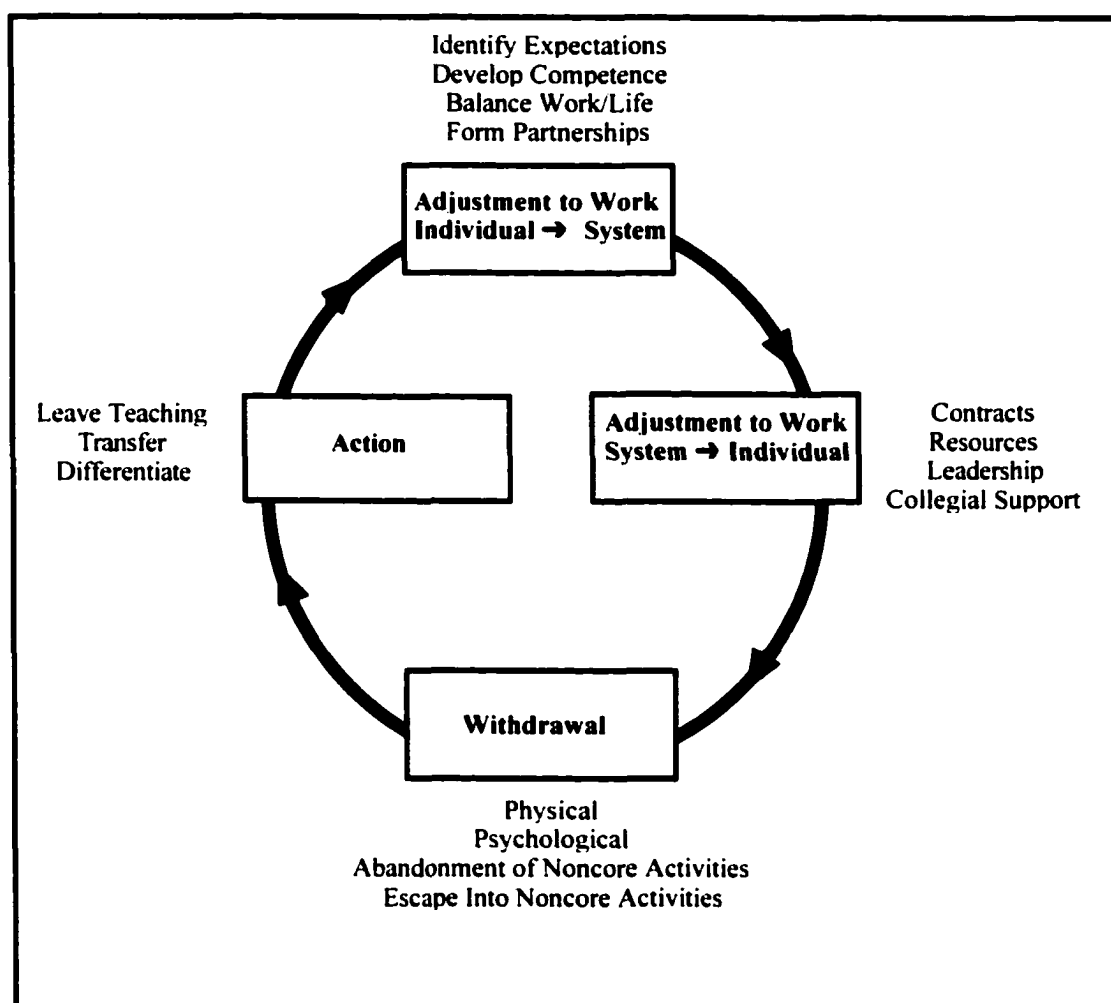 Identify Expectations
Develop Competence
Balance Work/Life
Form Partnerships
Adjustment to Work
Individual → System
Leave Teaching
Transfer
Differentiate
Action
Adjustment to Work
System → Individual
Contracts
Resources
Leadership
Collegial Support
Withdrawal
Physical
Psychological
Abandonment of Noncore Activities
Escape Into Noncore Activities